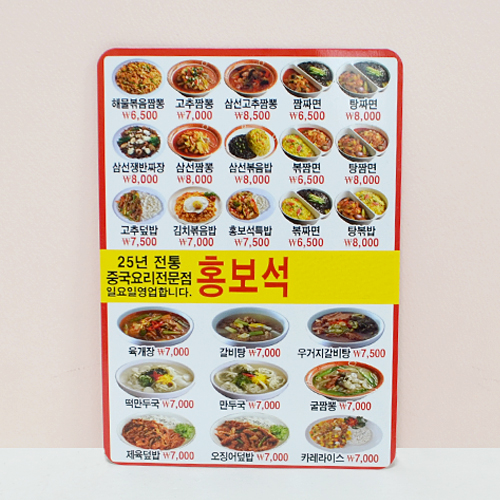 해물볶음짬뽕 고추짬뽕 삼선고추짬뽕 짬짜면 탕짜면
₩6,500 ₩7,000 ₩8,500 ₩6,500 ₩8,000
삼선쟁반짜장 삼선짬뽕 삼선볶음밥 볶짬면 탕짬면
₩8,000 ₩8,000 ₩8,000 ₩6,500 ₩8,000
고추덮밥 김치볶음밥 홍보석특밥 볶짜면 탕볶밥
₩7,500 ₩7,000 ₩7,500 ₩6,500 ₩8,000
25년 전통
중국요리전문점
일요일영업합니다.
홍보석
육개장 ₩7,000 갈비탕 ₩7,000 우거지갈비탕 ₩7,500
떡만두국 ₩7,000 만두국 ₩7,000 굴짬뽕 ₩7,000
제육덮밥 ₩7,000 오징어덮밥 ₩7,000 카레라이스 ₩7,000